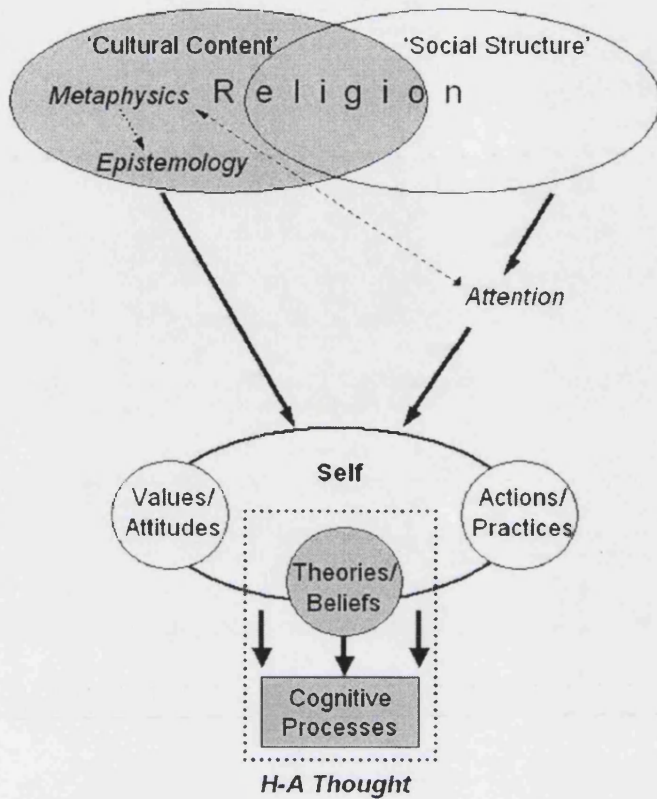 'Cultural Content' 'Social Structure'
Metaphysics Religion
Epistemology
Attention
Self
Values/
Attitudes
Actions/
Practices
Theories/
Beliefs
Cognitive
Processes
H-A Thought